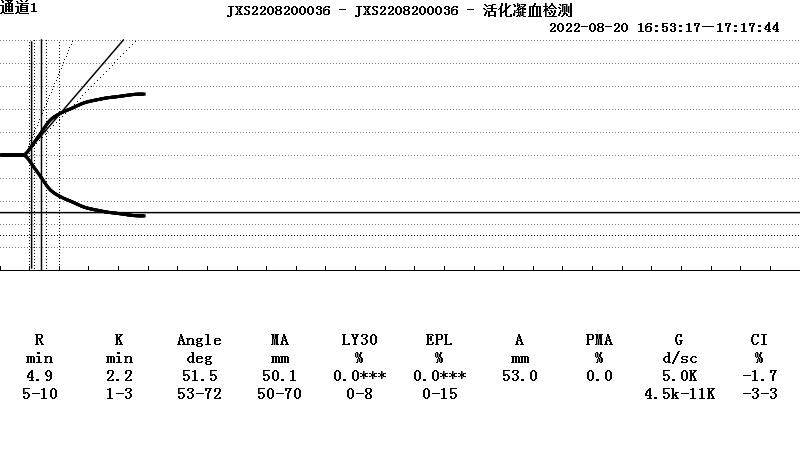 通道1
JXS2208200036 - JXS2208200036 - 活化凝血检测
2022-08-20 16:53:17-17:17:44
R K Angle MA LY30 EPL A PMA G CI
min min deg mm % % mm % d/sc %
4.9 2.2 51.5 50.1 0.0*** 0.0*** 53.0 0.0 5.0K -1.7
5-10 1-3 53-72 50-70 0-8 0-15 4.5k-11K -3-3